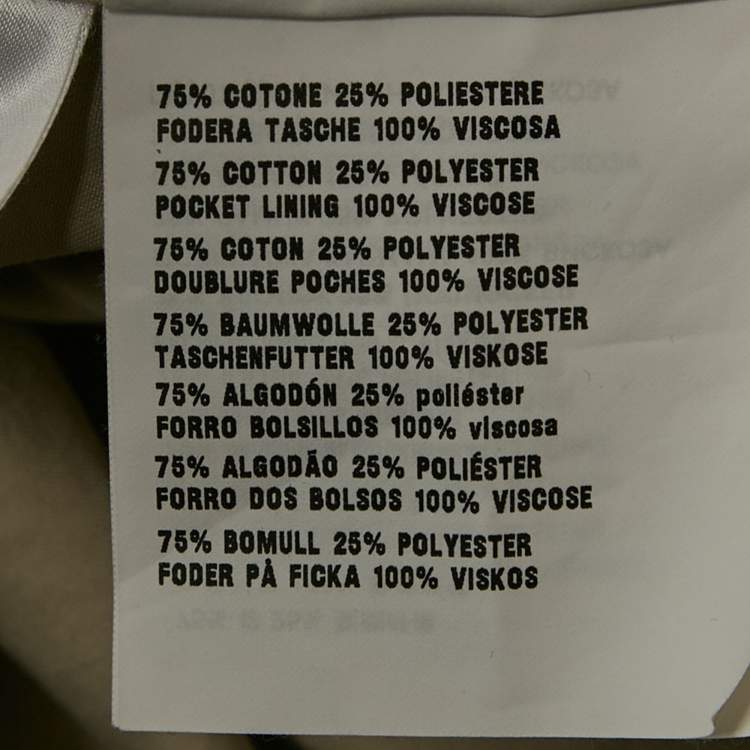 75% COTONE 25% POLIESTERE
FODERA TASCHE 100% VISCOSA
75% COTTON 25% POLYESTER
POCKET LINING 100% VISCOSE
75% COTON 25% POLYESTER
DOUBLURE POCHES 100% VISCOSE
75% BAUMWOLLE 25% POLYESTER
TASCHENFUTTER 100% VISKOSE
75% ALGODÓN 25% poliéster
FORRO BOLSILLOS 100% viscosa
75% ALGODÃO 25% POLIÉSTER
FORRO DOS BOLSOS 100% VISCOSE
75% BOMULL 25% POLYESTER
FODER PÅ FICKA 100% VISKOS